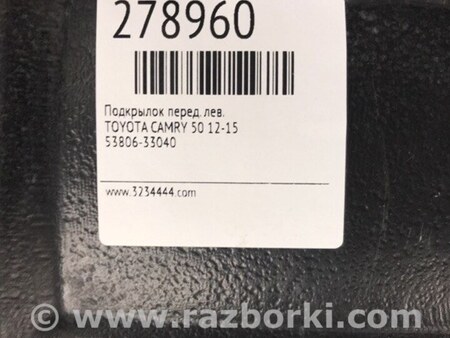 278960
Подкрылок перед. лев.
TOYOTA CAMRY 50 12-15
53806-33040
www.3234444.com
www.razborki.com